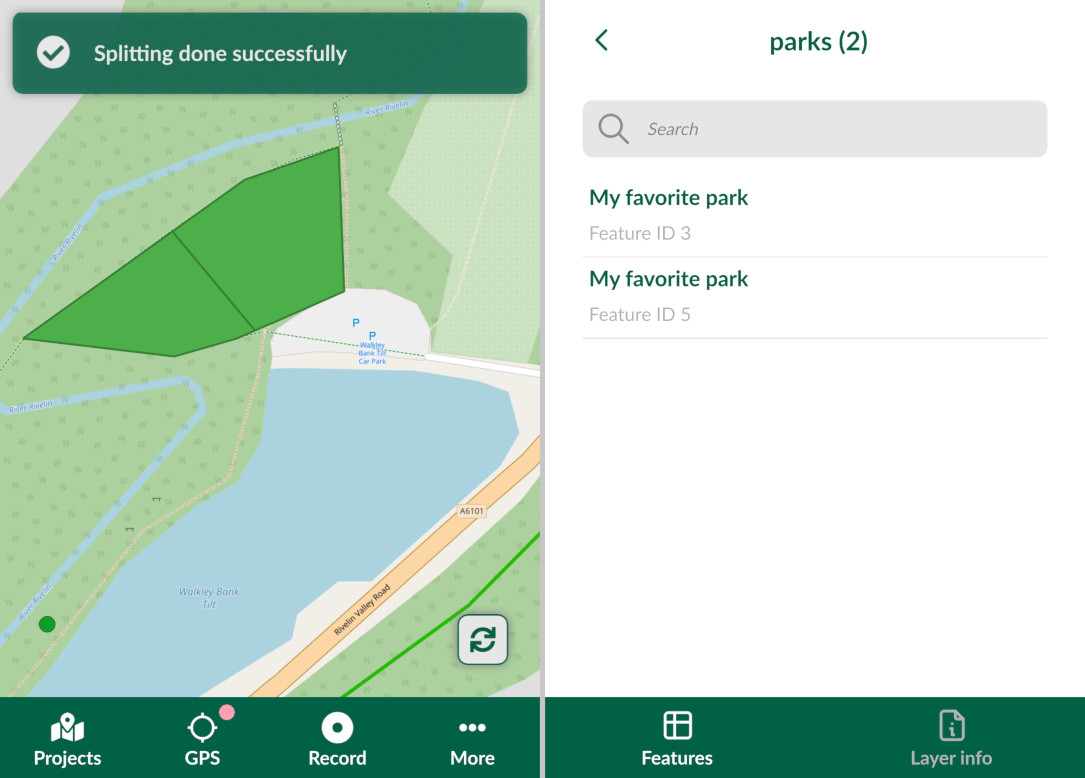 Splitting done successfully
River Rivelin
River Rivelin
P
P
Walkley
Bank Tilt
Car Park
River Rivelin
A6101
Walkley Bank
Tilt
River Rivelin
Rivelin Valley Road
Projects
GPS
Record
More
parks (2)
Search
My favorite park
Feature ID 3
My favorite park
Feature ID 5
Features
Layer info